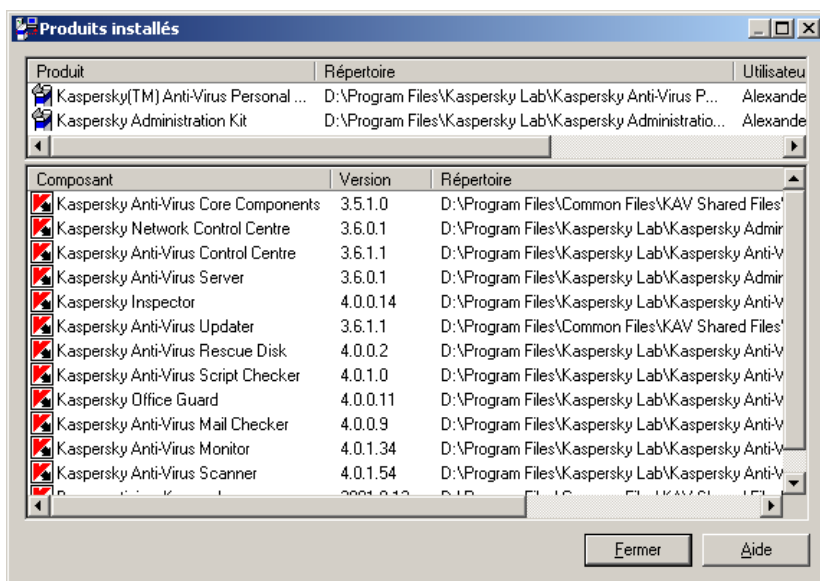 Produits installés
Produit Répertoire Utilisateu
Kaspersky(TM) Anti-Virus Personal ... D:\Program Files\Kaspersky Lab\Kaspersky Anti-Virus P... Alexande
Kaspersky Administration Kit D:\Program Files\Kaspersky Lab\Kaspersky Administratio... Alexande
Composant Version Répertoire
Kaspersky Anti-Virus Core Components 3.5.1.0 D:\Program Files\Common Files\KAV Shared Files\
Kaspersky Network Control Centre 3.6.0.1 D:\Program Files\Kaspersky Lab\Kaspersky Admir
Kaspersky Anti-Virus Control Centre 3.6.1.1 D:\Program Files\Kaspersky Lab\Kaspersky Anti-V
Kaspersky Anti-Virus Server 3.6.0.1 D:\Program Files\Kaspersky Lab\Kaspersky Admir
Kaspersky Inspector 4.0.0.14 D:\Program Files\Kaspersky Lab\Kaspersky Anti-V
Kaspersky Anti-Virus Updater 3.6.1.1 D:\Program Files\Common Files\KAV Shared Files\
Kaspersky Anti-Virus Rescue Disk 4.0.0.2 D:\Program Files\Kaspersky Lab\Kaspersky Anti-V
Kaspersky Anti-Virus Script Checker 4.0.1.0 D:\Program Files\Kaspersky Lab\Kaspersky Anti-V
Kaspersky Office Guard 4.0.0.11 D:\Program Files\Kaspersky Lab\Kaspersky Anti-V
Kaspersky Anti-Virus Mail Checker 4.0.0.9 D:\Program Files\Kaspersky Lab\Kaspersky Anti-V
Kaspersky Anti-Virus Monitor 4.0.1.34 D:\Program Files\Kaspersky Lab\Kaspersky Anti-V
Kaspersky Anti-Virus Scanner 4.0.1.54 D:\Program Files\Kaspersky Lab\Kaspersky Anti-V
Fermer Aide